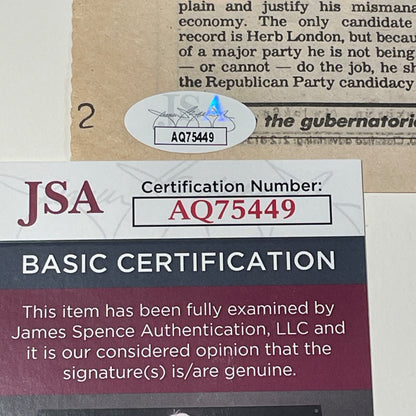 plain and justify his mismana
economy. The only candidate
record is Herb London, but becau
of a major party he is not being
— or cannot — do the job, he sh
the Republican Party candidacy
2
JSA
AQ75449
the gubernatoria
JSA
Certification Number:
AQ75449
BASIC CERTIFICATION
This item has been fully examined by
James Spence Authentication, LLC and
it is our considered opinion that the
signature(s) is/are genuine.